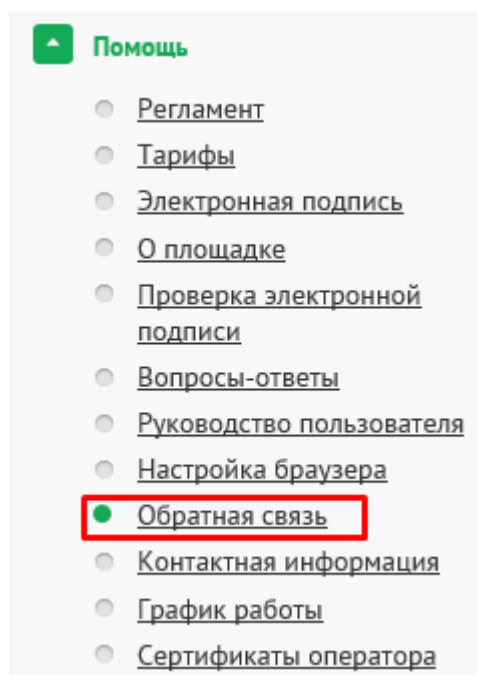 Помощь
Регламент
Тарифы
Электронная подпись
О площадке
Проверка электронной
подписи
Вопросы-ответы
Руководство пользователя
Настройка браузера
Обратная связь
Контактная информация
График работы
Сертификаты оператора